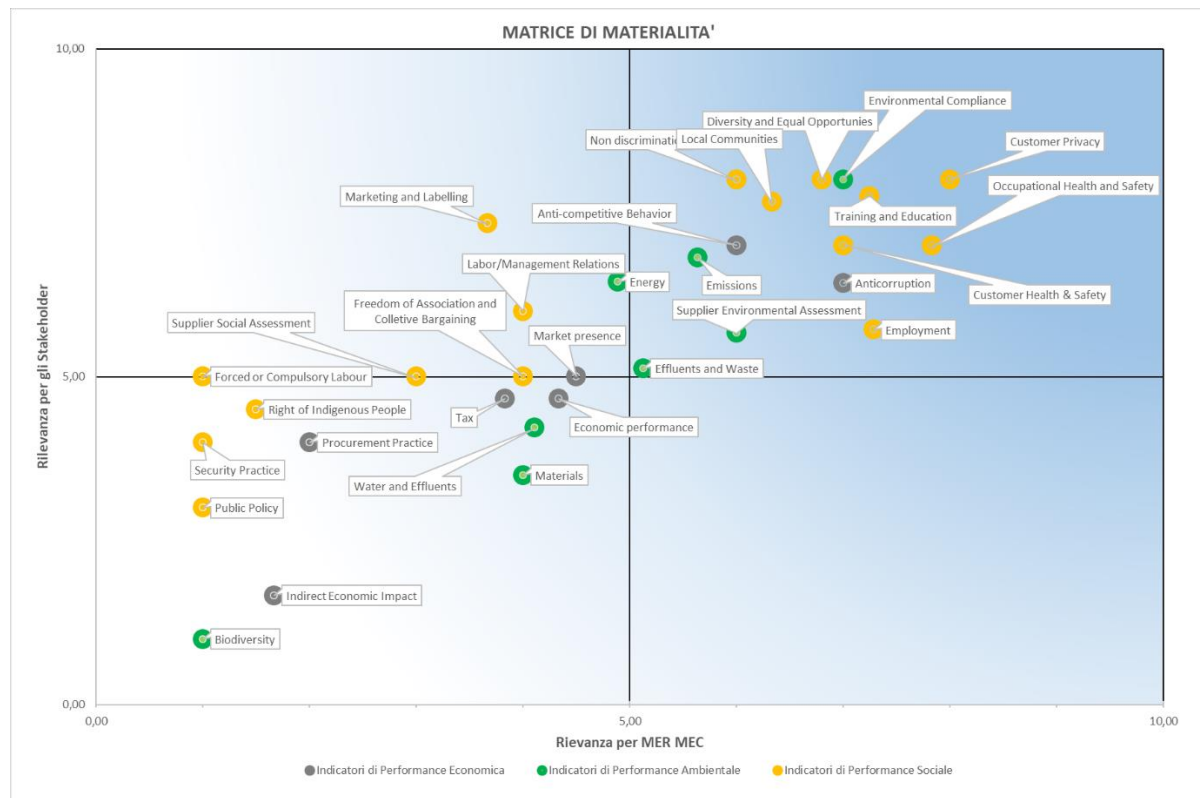 MATRICE DI MATERIALITA'
10,00
Environmental Compliance
Diversity and Equal Opportunies
Non discriminatio
Local Communities
Customer Privacy
Occupational Health and Safety
Marketing and Labelling
Anti-competitive Behavior
Training and Education
Labor/Management Relations
Energy
Emissions
Anticorruption
Customer Health & Safety
Freedom of Association and
Colletive Bargaining
Supplier Environmental Assessment
Supplier Social Assessment
Market presence
Employment
Rilevanza per gli Stakeholder
5,00
Forced or Compulsory Labour
Effluents and Waste
Right of Indigenous People
Tax
Economic performance
Procurement Practice
Security Practice
Water and Effluents
Materials
Public Policy
Indirect Economic Impact
Biodiversity
0,00
0,00
5,00
10,00
Rievanza per MER MEC
Indicatori di Performance Economica
Indicatori di Performance Ambientale
Indicatori di Performance Sociale